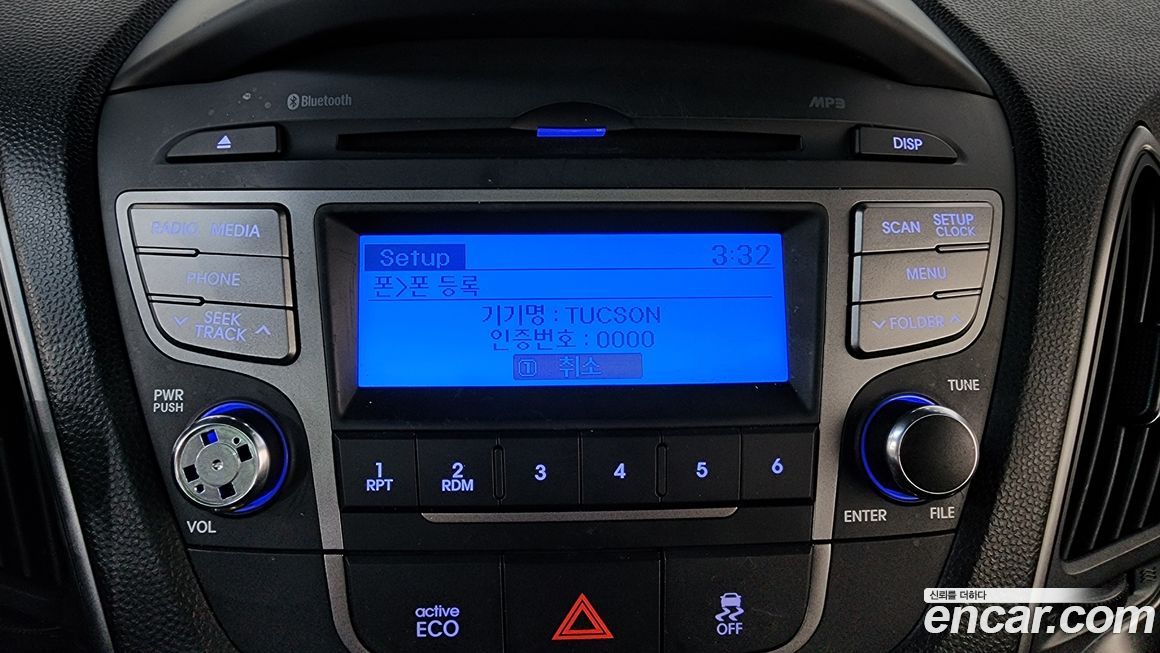 Bluetooth
MP3
DISP
RADIO MEDIA
PHONE
SEEK
TRACK
Setup 3:32
폰>폰 등록
기기명 : TUCSON
인증번호 : 0000
1 취소
SCAN SETUP
CLOCK
MENU
FOLDER
PWR
PUSH
VOL
1
RPT
2
RDM
3
4
5
6
TUNE
ENTER
FILE
active
ECO
OFF
신뢰를 더하다
encar.com